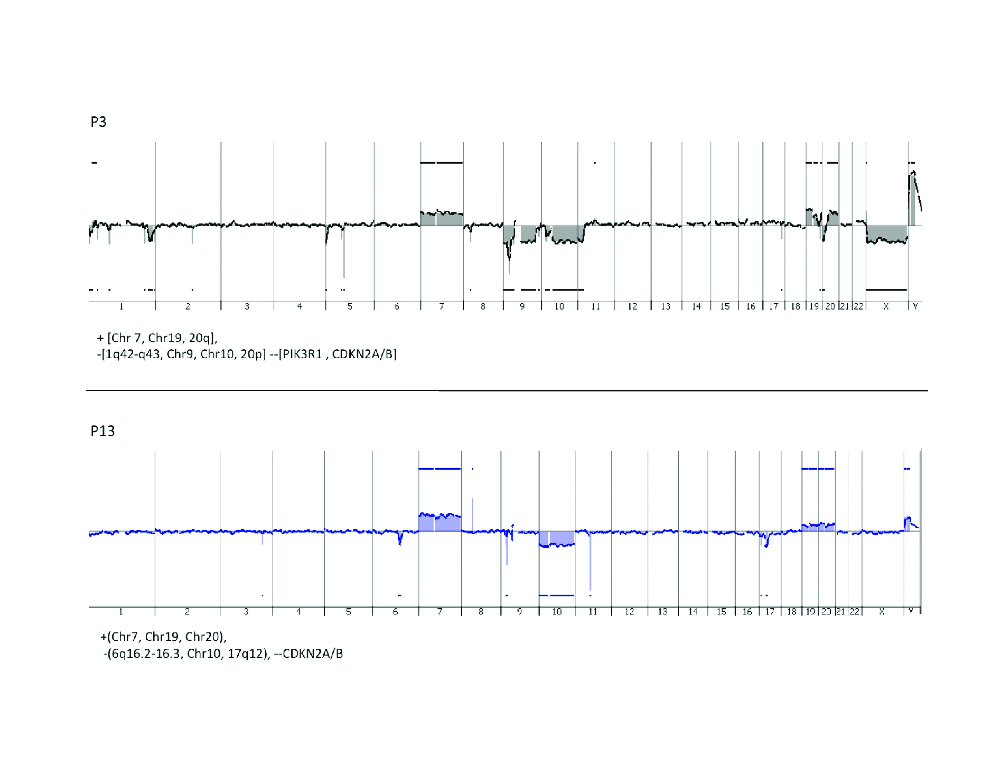 P3
1 2 3 4 5 6 7 8 9 10 11 12 13 14 15 16 17 18 19 20 21 22 X Y
+ [Chr 7, Chr19, 20q],
-[1q42-q43, Chr9, Chr10, 20p] --[PIK3R1 , CDKN2A/B]
P13
1 2 3 4 5 6 7 8 9 10 11 12 13 14 15 16 17 18 19 20 21 22 X Y
+(Chr7, Chr19, Chr20),
-(6q16.2-16.3, Chr10, 17q12), --CDKN2A/B